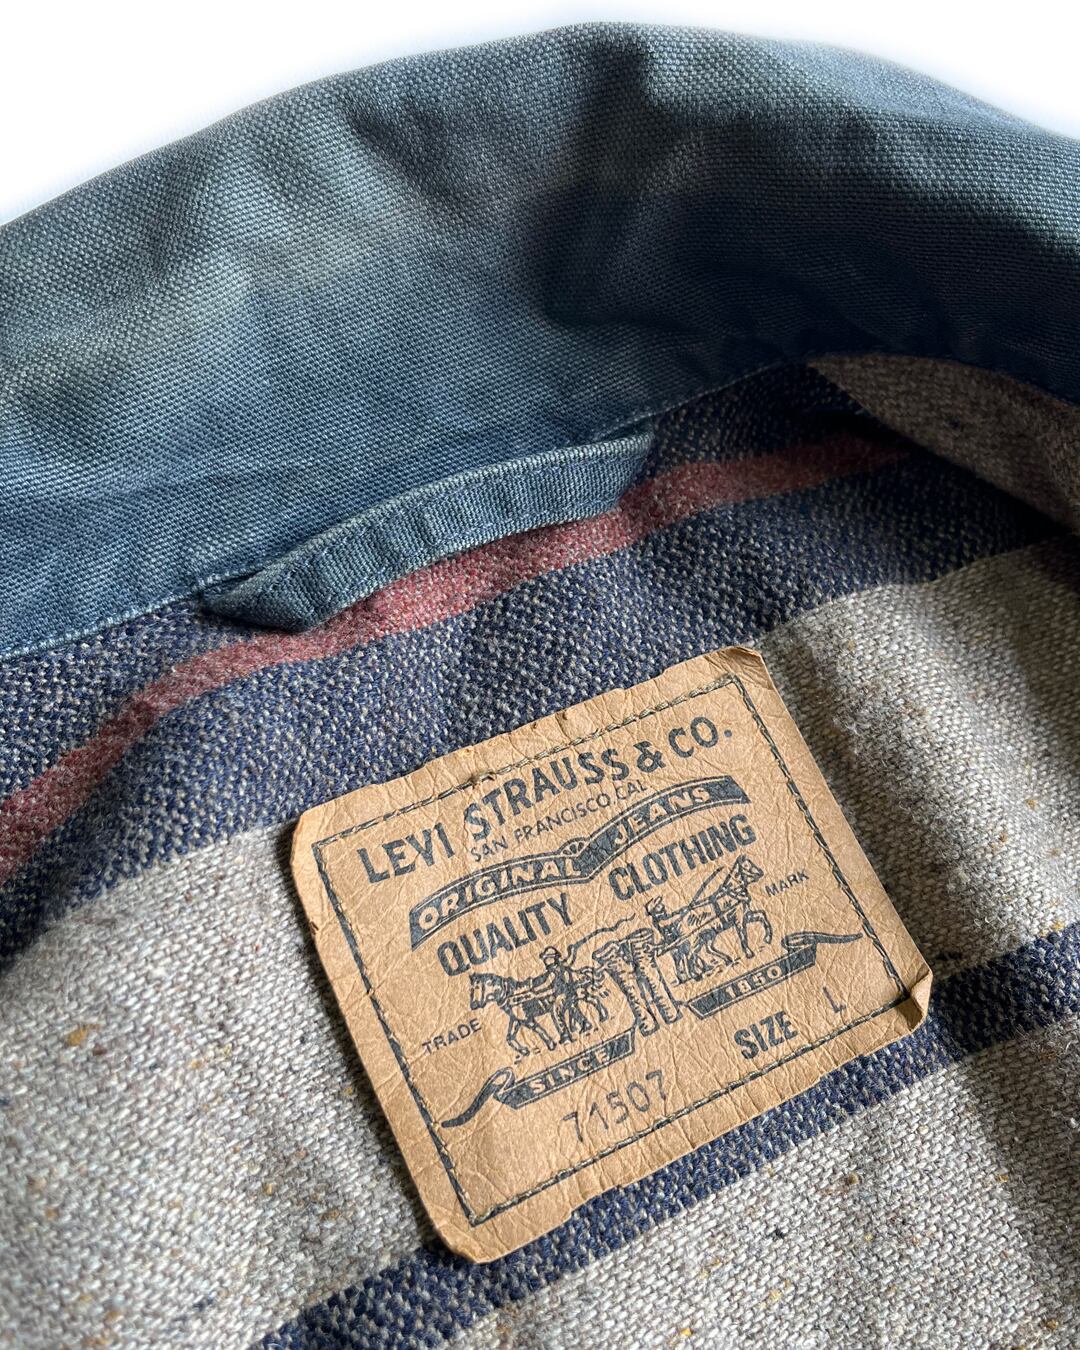 LEVI STRAUSS & CO.
SAN FRANCISCO, CAL
ORIGINAL JEANS
QUALITY CLOTHING
TRADE MARK
SINCE 1850
SIZE L
71507